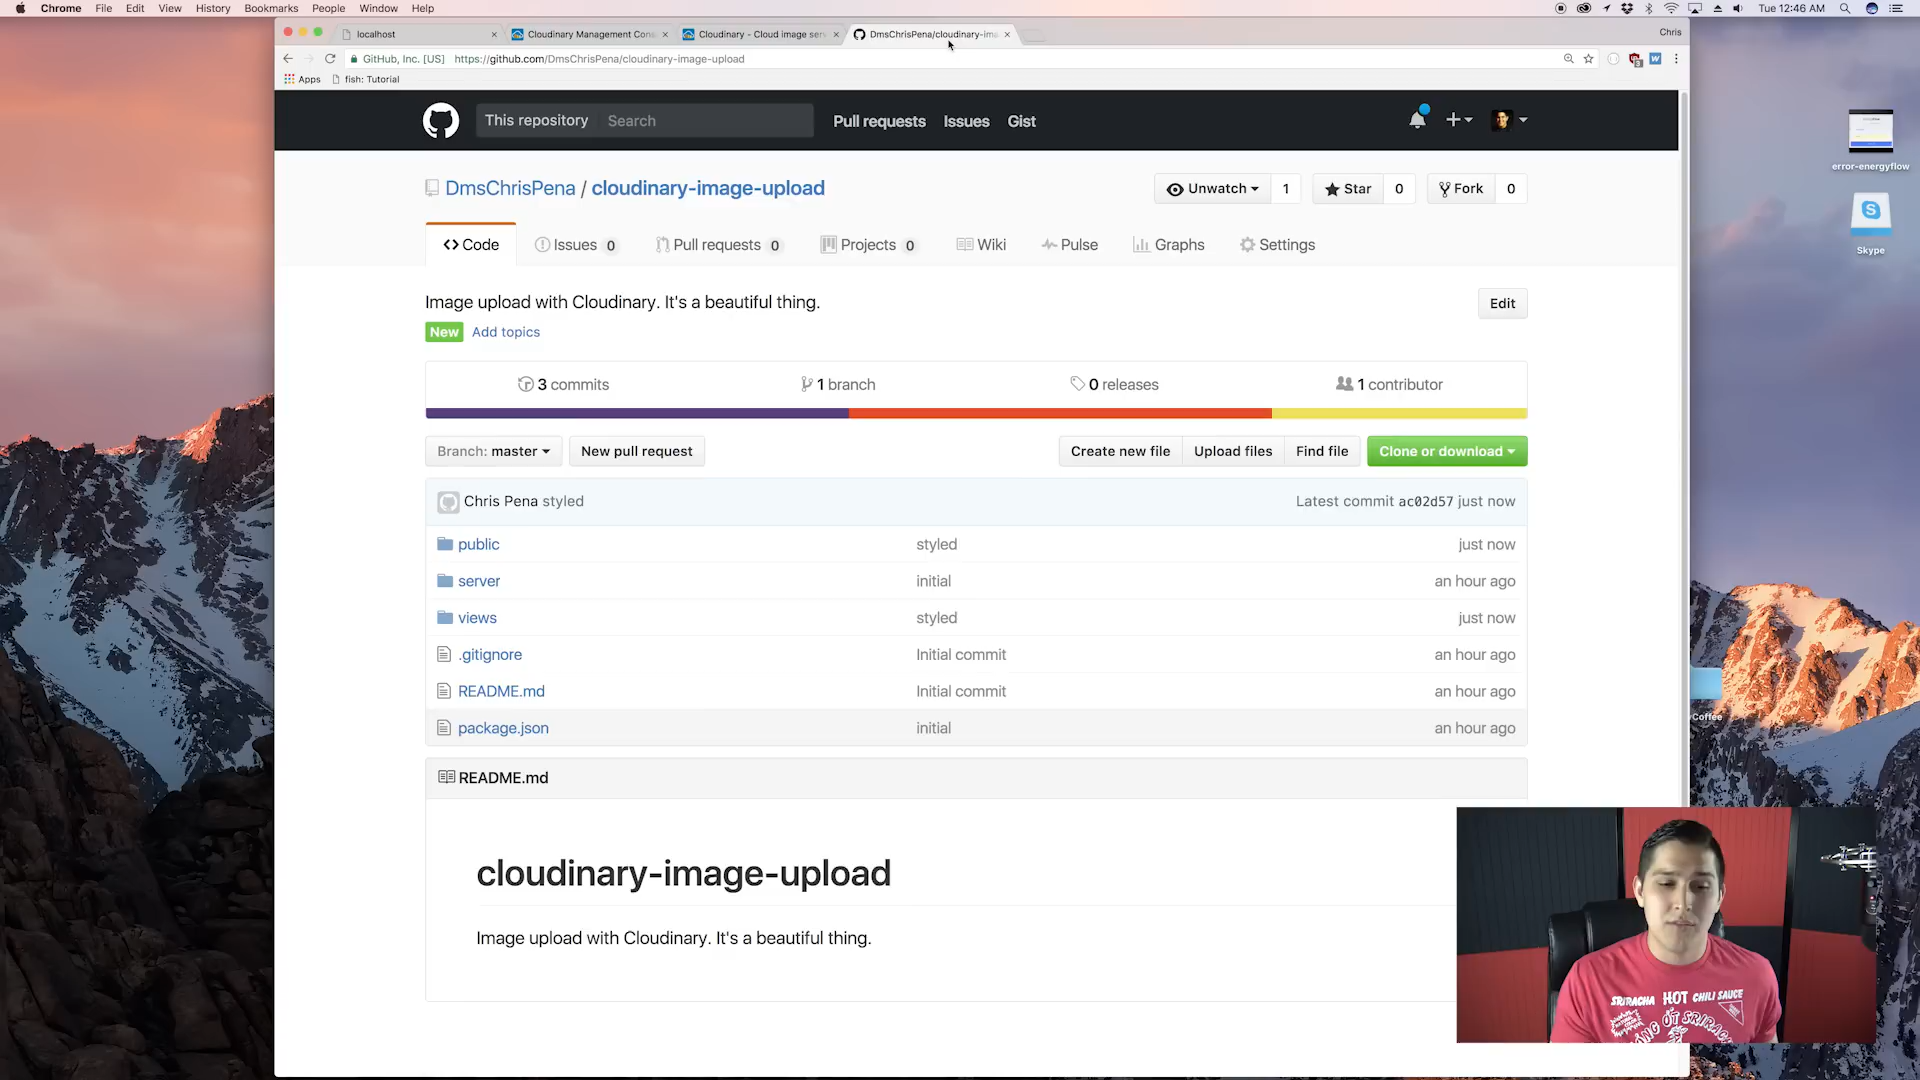 Chrome File Edit View History Bookmarks People Window Help
Tue 12:46 AM
localhost
Cloudinary Management Con
Cloudinary - Cloud image ser
DmsChrisPena/cloudinary-im
Chris
GitHub, Inc. [US] https://github.com/DmsChrisPena/cloudinary-image-upload
Apps fish: Tutorial
This repository Search Pull requests Issues Gist
DmsChrisPena / cloudinary-image-upload
Unwatch 1 Star 0 Fork 0
Code Issues 0 Pull requests 0 Projects 0 Wiki Pulse Graphs Settings
Image upload with Cloudinary. It's a beautiful thing.
Edit
New Add topics
3 commits 1 branch 0 releases 1 contributor
Branch: master New pull request Create new file Upload files Find file Clone or download
Chris Pena styled Latest commit ac02d57 just now
public styled just now
server initial an hour ago
views styled just now
.gitignore Initial commit an hour ago
README.md Initial commit an hour ago
package.json initial an hour ago
README.md
cloudinary-image-upload
Image upload with Cloudinary. It's a beautiful thing.
error-energyflow
Skype
Coffee
SRIRACHA HOT CHILI SAUCE